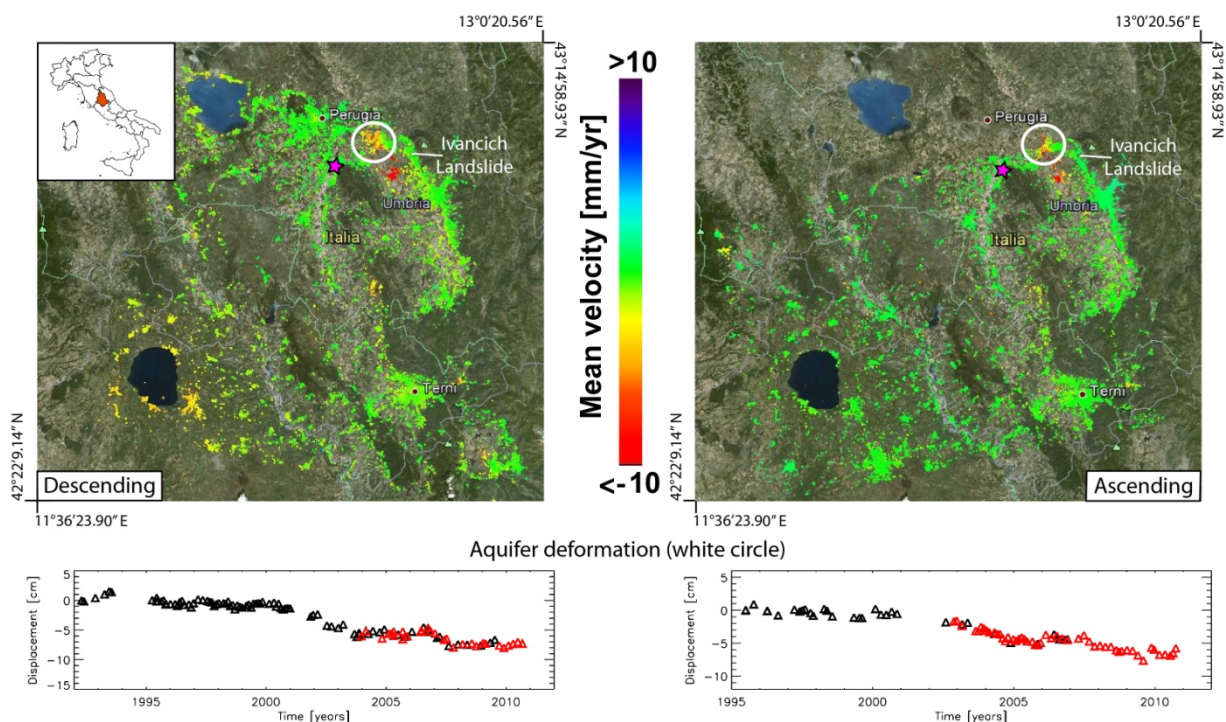 13°0′20.56″ E
13°0′20.56″ E
43°14′58.93″ N
>10
43°14′58.93″ N
Perugia
Ivancich
Landslide
Umbria
Italia
Terni
Mean velocity [mm/yr]
Perugia
Ivancich
Landslide
Umbria
Italia
Terni
42°22′9.14″ N
Descending
<-10
42°22′9.14″ N
Ascending
11°36′23.90″ E
11°36′23.90″ E
Aquifer deformation (white circle)
Displacement [cm]
5
0
-5
-10
-15
1995
2000
2005
2010
Time [years]
Displacement [cm]
5
0
-5
-10
1995
2000
2005
2010
Time [years]